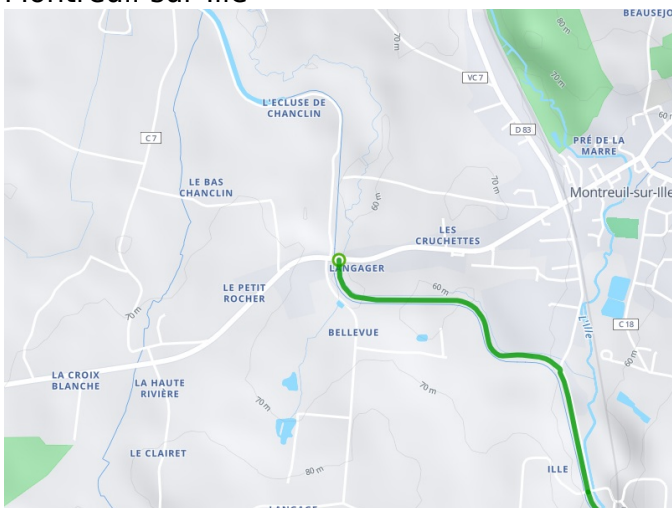 Montreuil-sur-Ille
BEAUSEJO
80 m
70 m
VC 7
70 m
L'ECLUSE DE
CHANCLIN
60
D 83
C 7
PRÉ DE LA
MARRE
LE BAS
CHANCLIN
70 m
Montreuil-sur-Ille
60 m
LES
CRUCHETTES
LANGAGER
LE PETIT
ROCHER
60 m
70 m
L'Ille
C 18
BELLEVUE
60 m
LA CROIX
BLANCHE
LA HAUTE
RIVIÈRE
70 m
70 m
LE CLAIRET
80 m
ILLE
LANGAGE